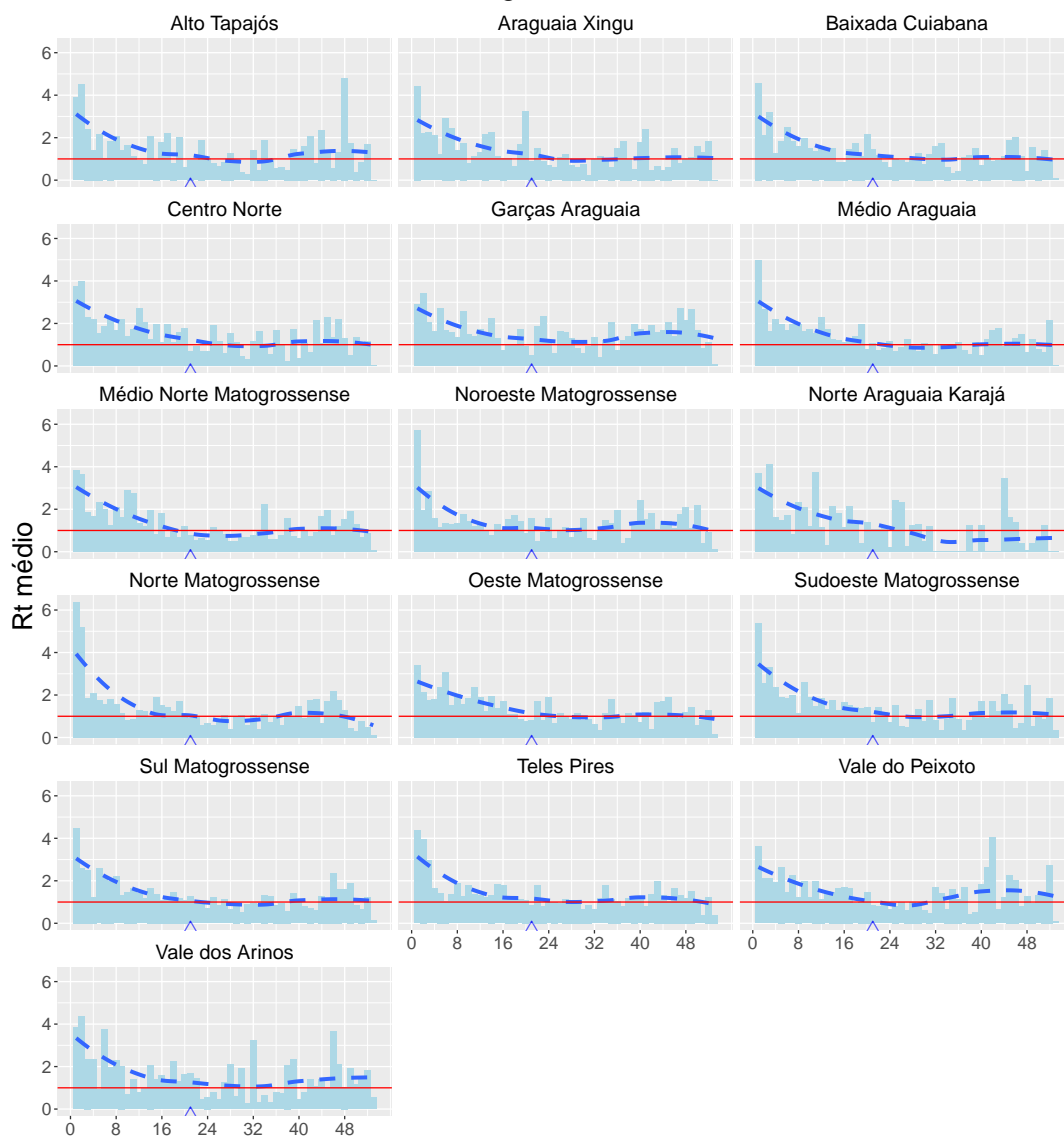 Alto Tapajós Araguaia Xingu Baixada Cuiabana
6
4
2
0
Centro Norte Garças Araguaia Médio Araguaia
6
4
2
0
Médio Norte Matogrossense Noroeste Matogrossense Norte Araguaia Karajá
6
4
2
0
Rt médio
Norte Matogrossense Oeste Matogrossense Sudoeste Matogrossense
6
4
2
0
Sul Matogrossense Teles Pires Vale do Peixoto
6
4
2
0
0 8 16 24 32 40 48 0 8 16 24 32 40 48
Vale dos Arinos
6
4
2
0
0 8 16 24 32 40 48